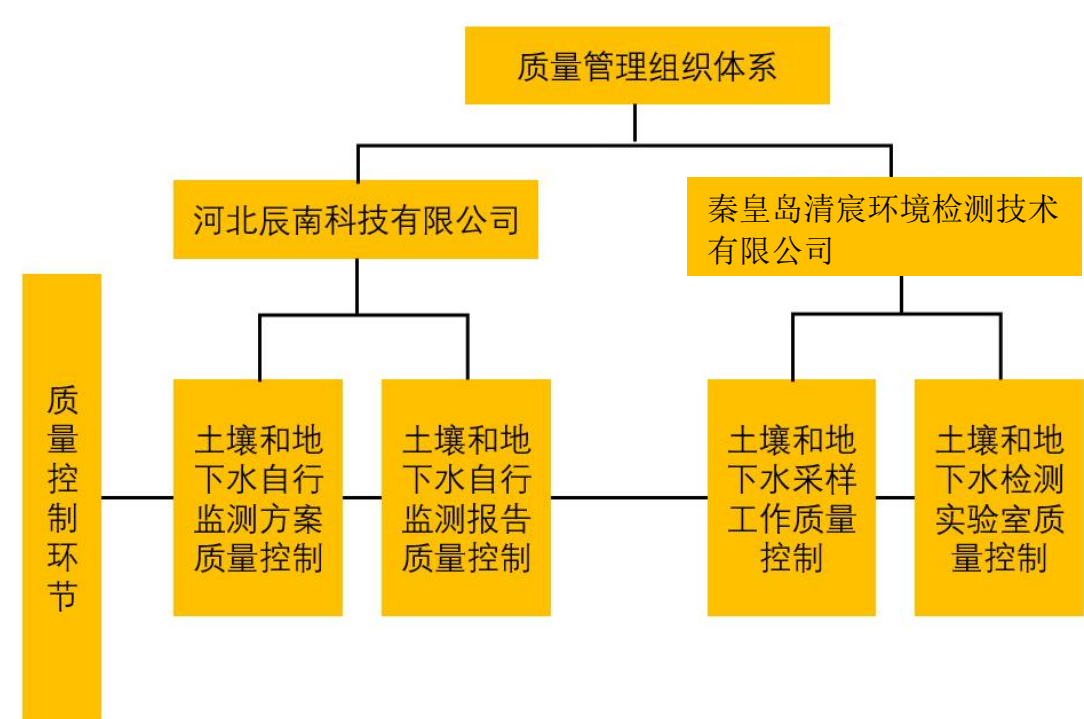 质量管理组织体系
河北辰南科技有限公司
秦皇岛清宸环境检测技术
有限公司
质
量
控
制
环
节
土壤和地
下水自行
监测方案
质量控制
土壤和地
下水自行
监测报告
质量控制
土壤和地
下水采样
工作质量
控制
土壤和地
下水检测
实验室质
量控制